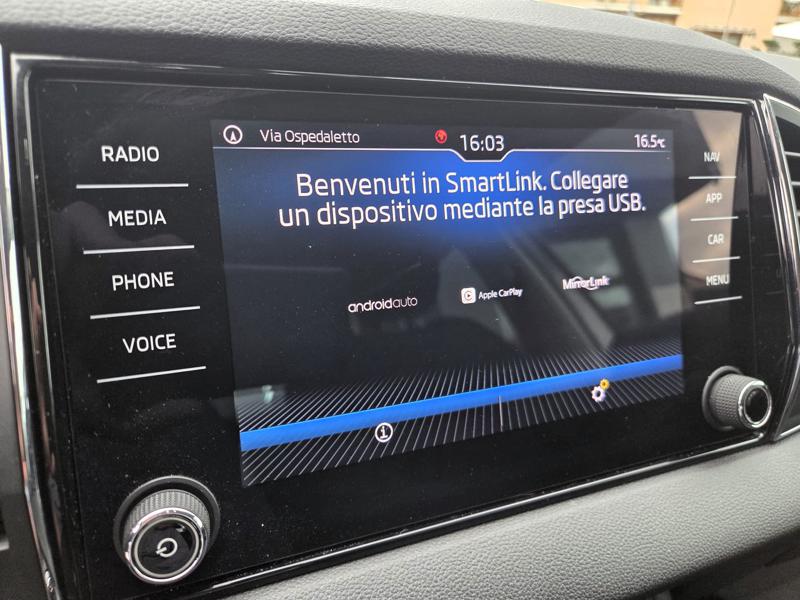 Via Ospedaletto
16:03
16.5°C
RADIO
MEDIA
PHONE
VOICE
Benvenuti in SmartLink. Collegare
un dispositivo mediante la presa USB.
androidauto
Apple CarPlay
MirrorLink
NAV
APP
CAR
MENU